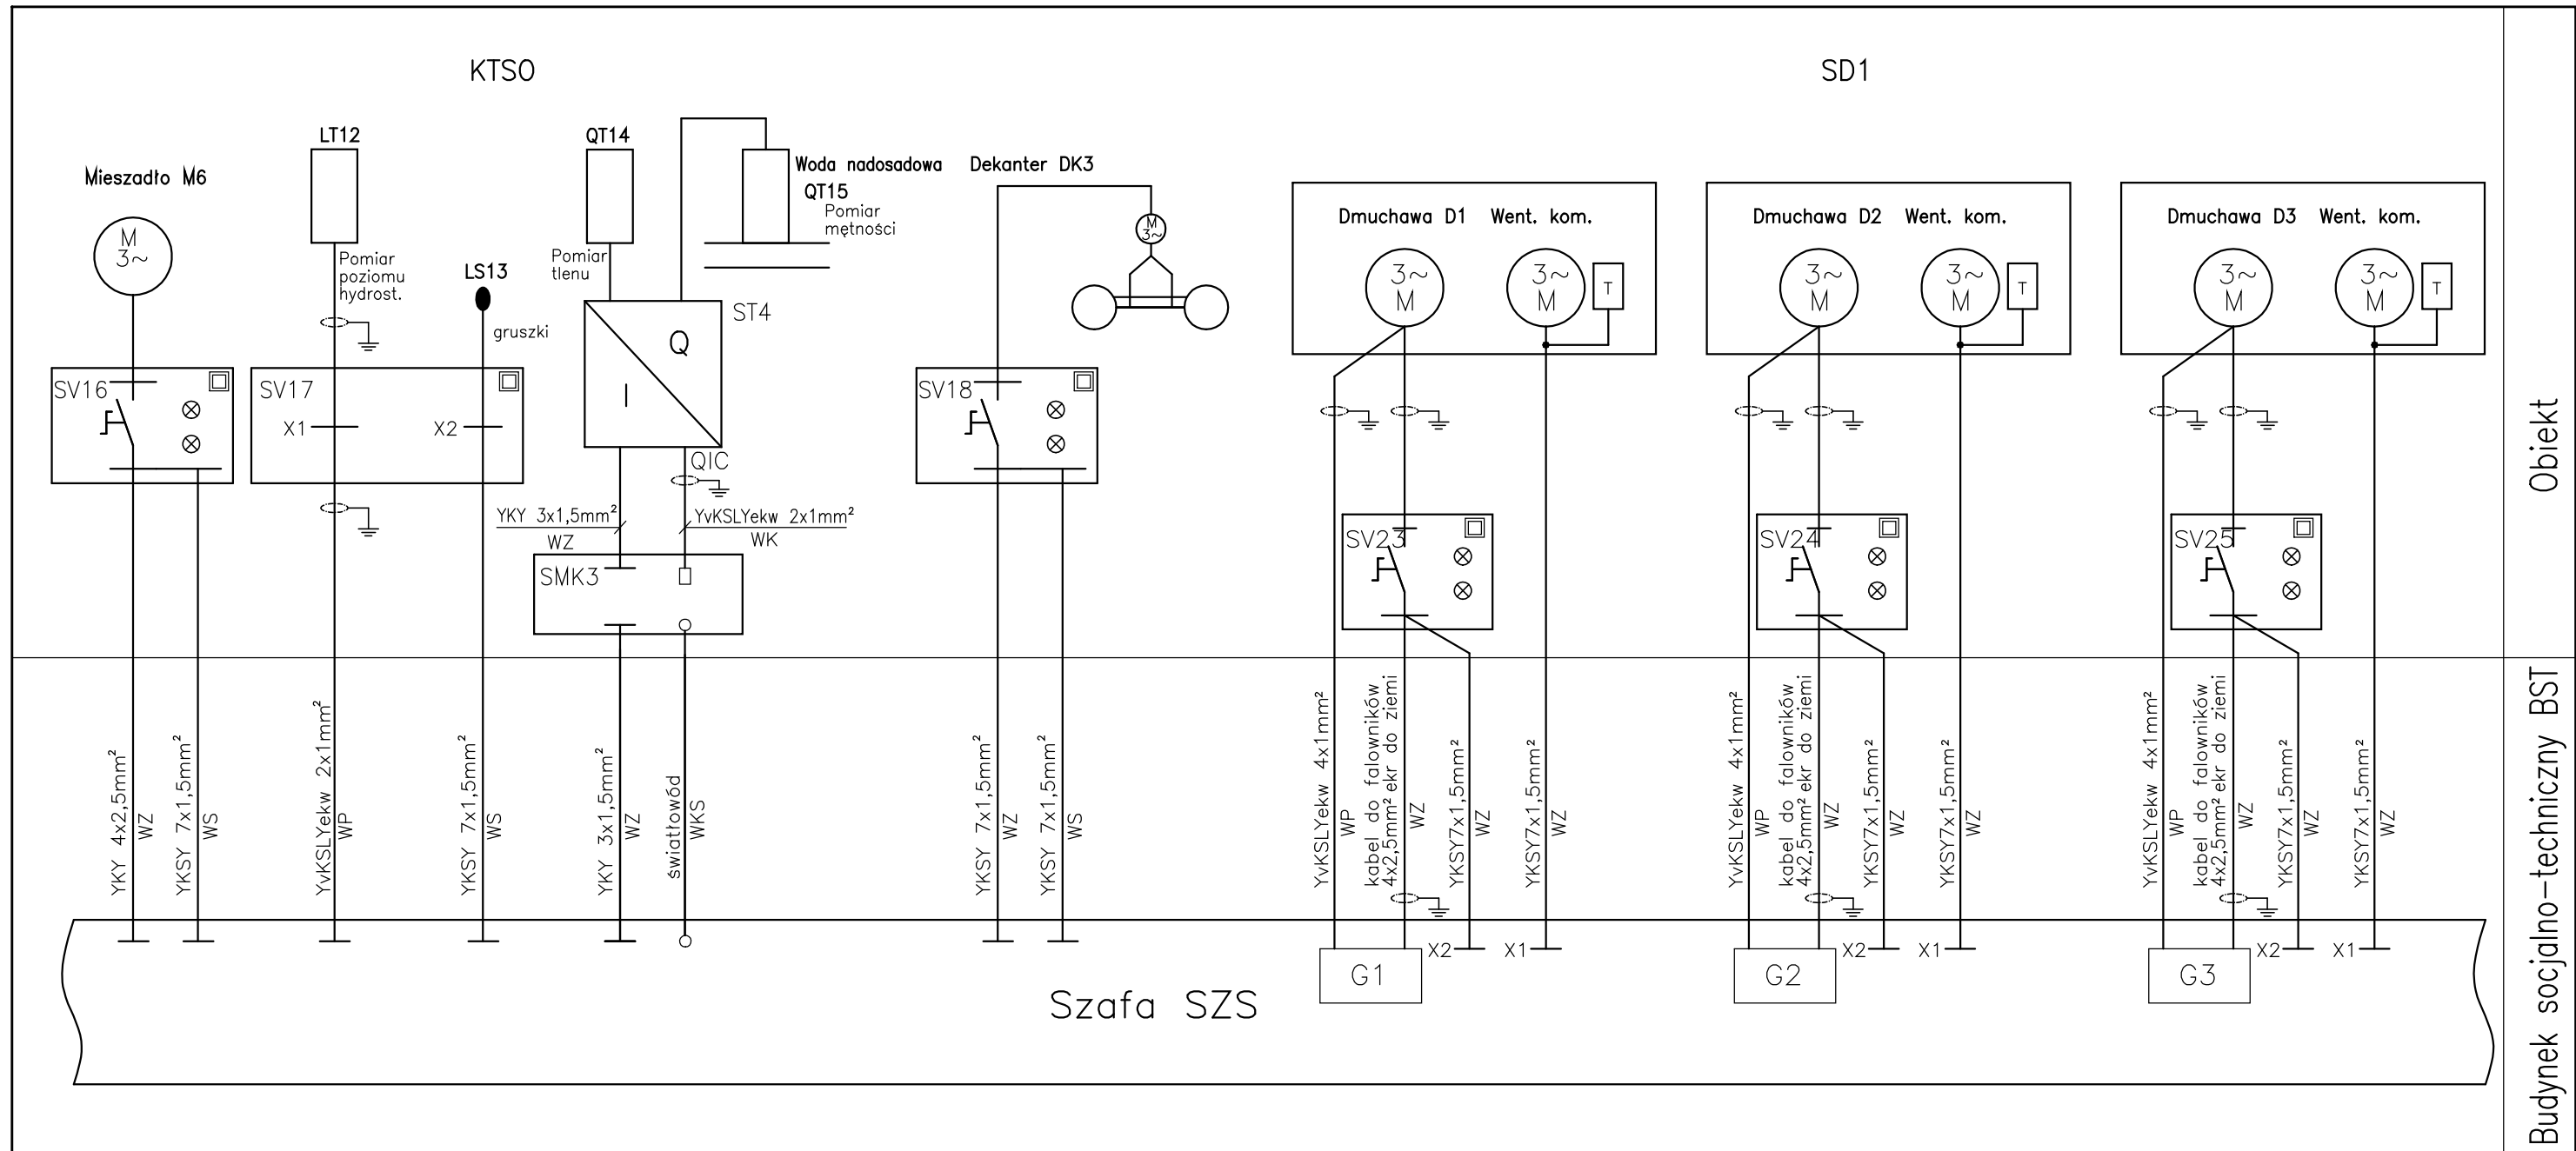 KTSO
SD1
Mieszadło M6
M
3~
LT12
Pomiar
poziomu
hydrost.
LS13
gruszki
QT14
Pomiar
tlenu
Woda nadosadowa
QT15
Pomiar
mętności
Dekanter DK3
M
3~
ST4
Q
I
QIC
SV16
SV17
X1
X2
SV18
YKY 3x1,5mm²
WZ
YvKSLYekw 2x1mm²
WK
SMK3
Dmuchawa D1 Went. kom.
3~
M
3~
M
T
SV23
Dmuchawa D2 Went. kom.
3~
M
3~
M
T
SV24
Dmuchawa D3 Went. kom.
3~
M
3~
M
T
SV25
YKY 4x2,5mm²
WZ
YKSY 7x1,5mm²
WS
YvKSLYekw 2x1mm²
WP
YKSY 7x1,5mm²
WS
YKY 3x1,5mm²
WZ
światłowód
WKS
YKSY 7x1,5mm²
WZ
YKSY 7x1,5mm²
WS
YvKSLYekw 4x1mm²
WP
kabel do falowników
4x2,5mm² ekr do ziemi
WZ
YKSY7x1,5mm²
WZ
YKSY7x1,5mm²
WZ
YvKSLYekw 4x1mm²
WP
kabel do falowników
4x2,5mm² ekr do ziemi
WZ
YKSY7x1,5mm²
WZ
YKSY7x1,5mm²
WZ
YvKSLYekw 4x1mm²
WP
kabel do falowników
4x2,5mm² ekr do ziemi
WZ
YKSY7x1,5mm²
WZ
YKSY7x1,5mm²
WZ
G1
X2
X1
G2
X2
X1
G3
X2
X1
Szafa SZS
Obiekt
Budynek socjalno-techniczny BST